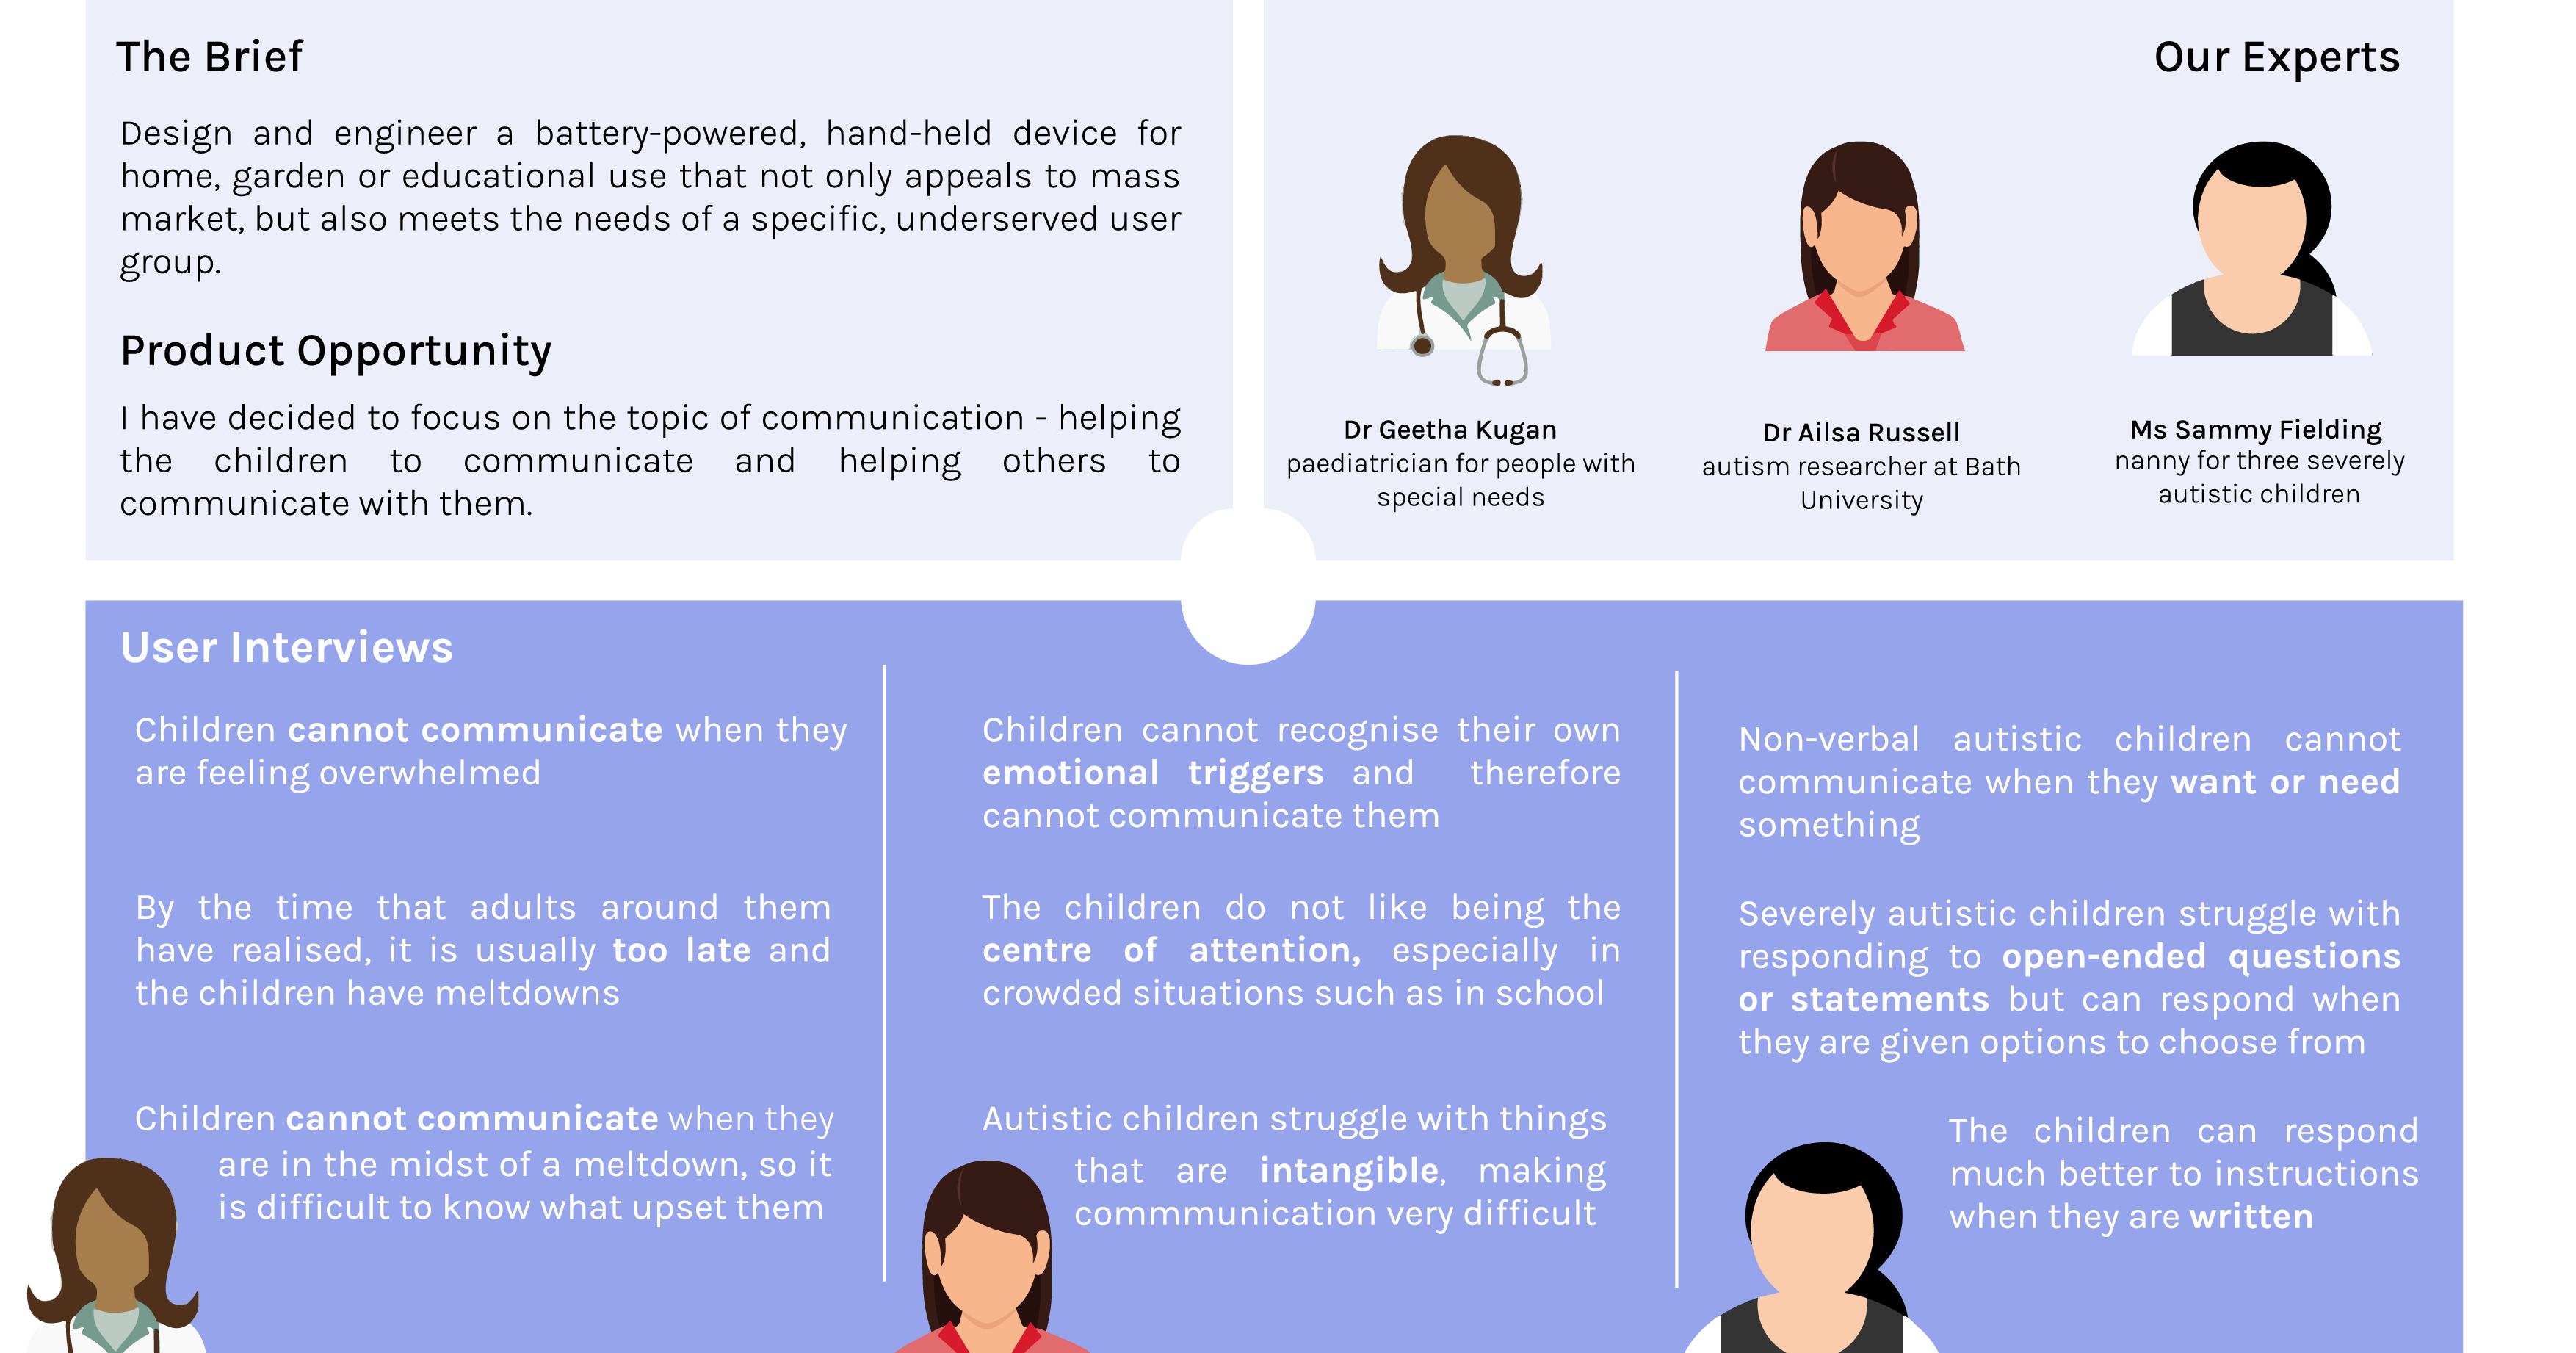 The Brief
Design and engineer a battery-powered, hand-held device for
home, garden or educational use that not only appeals to mass
market, but also meets the needs of a specific, underserved user
group.
Product Opportunity
I have decided to focus on the topic of communication - helping
the children to communicate and helping others to
communicate with them.
Our Experts
Dr Geetha Kugan
paediatrician for people with
special needs
Dr Ailsa Russell
autism researcher at Bath
University
Ms Sammy Fielding
nanny for three severely
autistic children
User Interviews
Children cannot communicate when they
are feeling overwhelmed
By the time that adults around them
have realised, it is usually too late and
the children have meltdowns
Children cannot communicate when they
are in the midst of a meltdown, so it
is difficult to know what upset them
Children cannot recognise their own
emotional triggers and therefore
cannot communicate them
The children do not like being the
centre of attention, especially in
crowded situations such as in school
Autistic children struggle with things
that are intangible, making
commmunication very difficult
Non-verbal autistic children cannot
communicate when they want or need
something
Severely autistic children struggle with
responding to open-ended questions
or statements but can respond when
they are given options to choose from
The children can respond
much better to instructions
when they are written